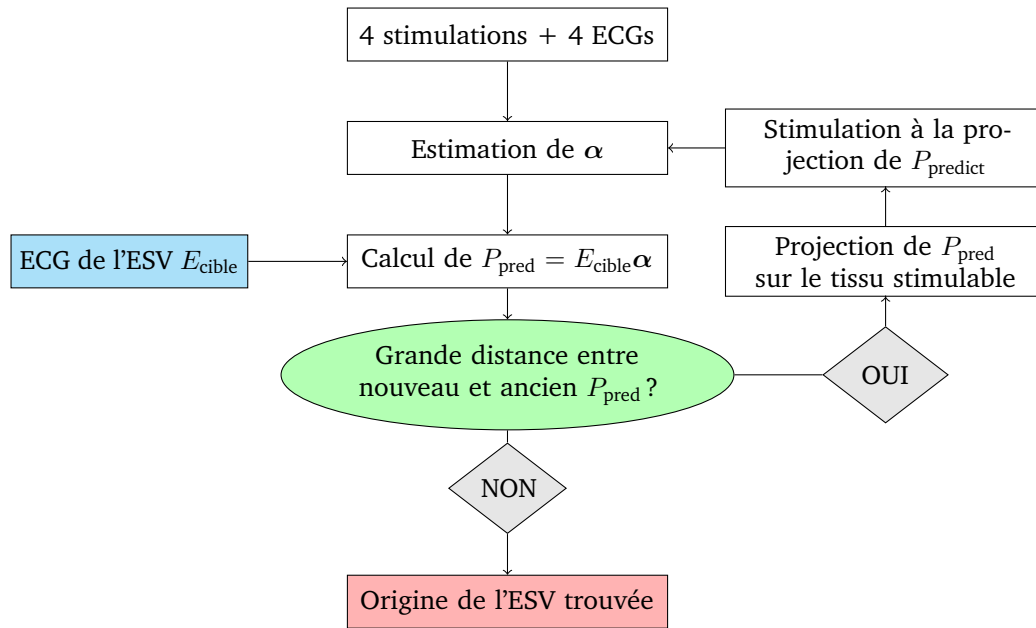 4 stimulations + 4 ECGs
Estimation de α
Stimulation à la pro-
jection de P_predict
ECG de l'ESV E_cible
Calcul de P_pred = E_cible α
Projection de P_pred
sur le tissu stimulable
Grande distance entre
nouveau et ancien P_pred ?
OUI
NON
Origine de l'ESV trouvée